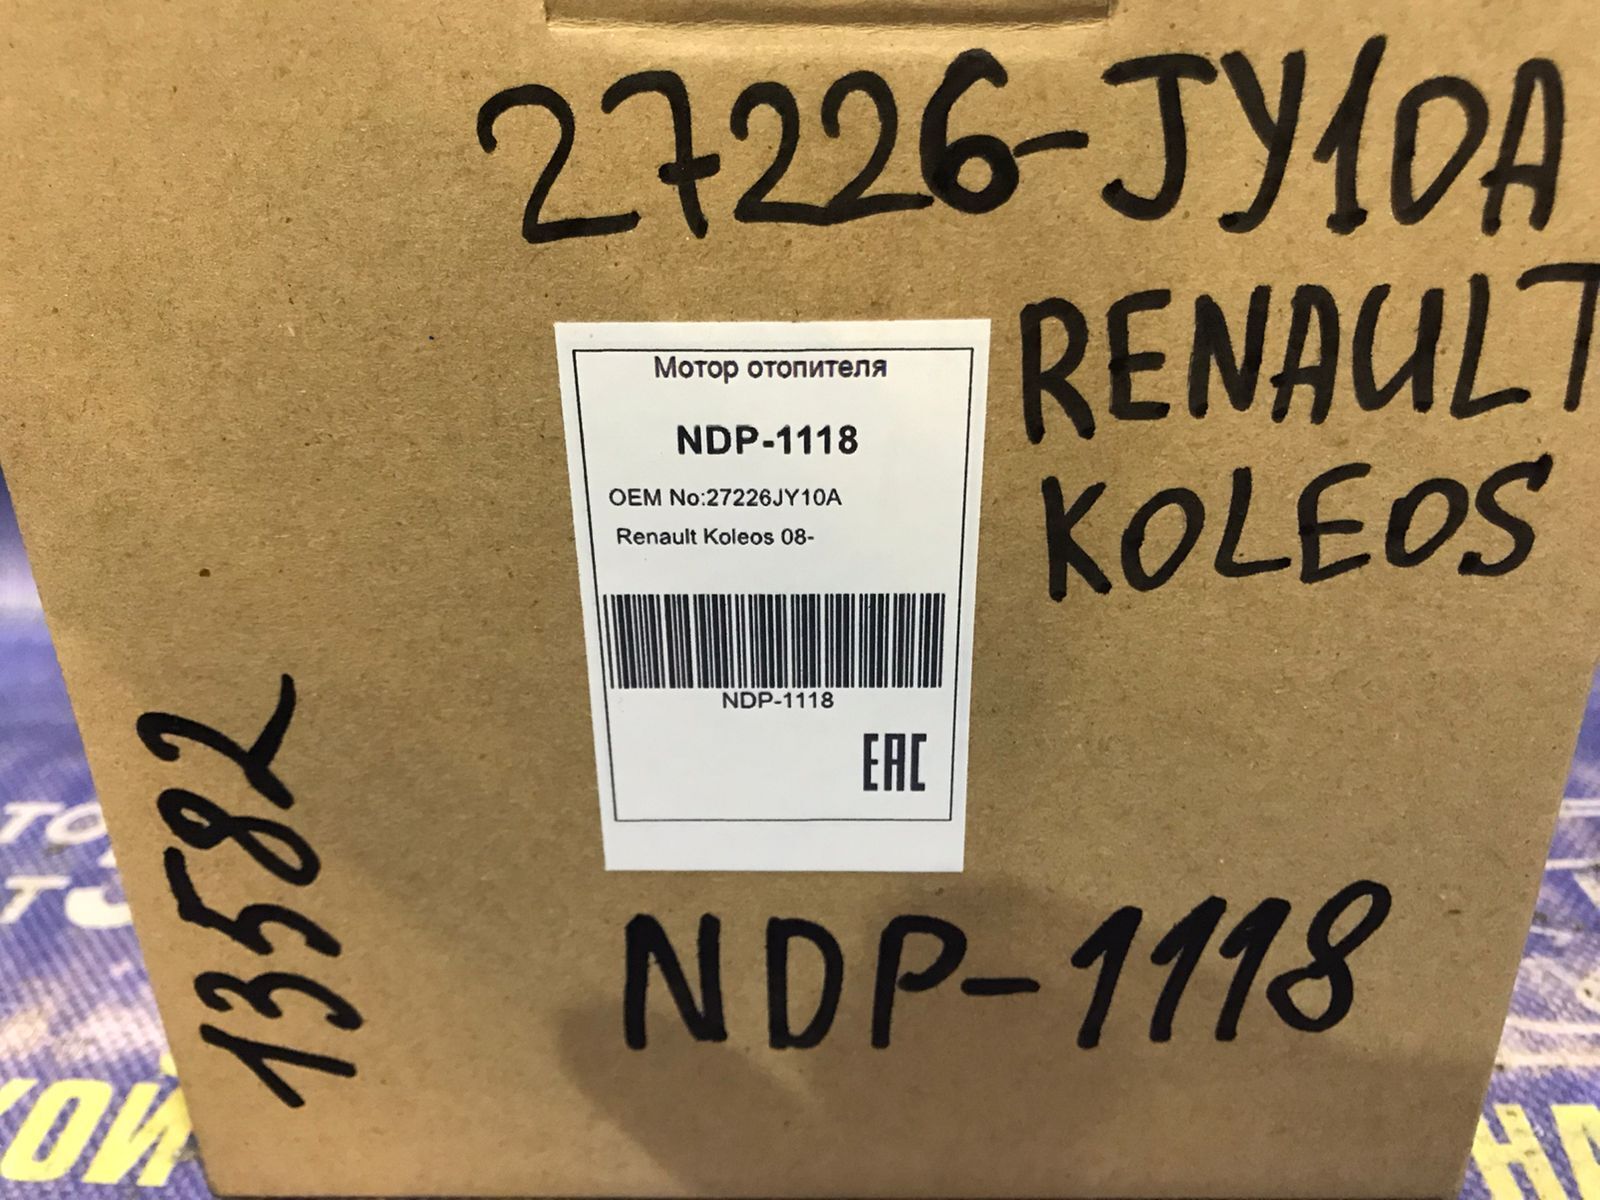 27226-JY10A
RENAULT
KOLEOS
Мотор отопителя
NDP-1118
OEM No:27226JY10A
Renault Koleos 08-
NDP-1118
EAC
13582
NDP-1118